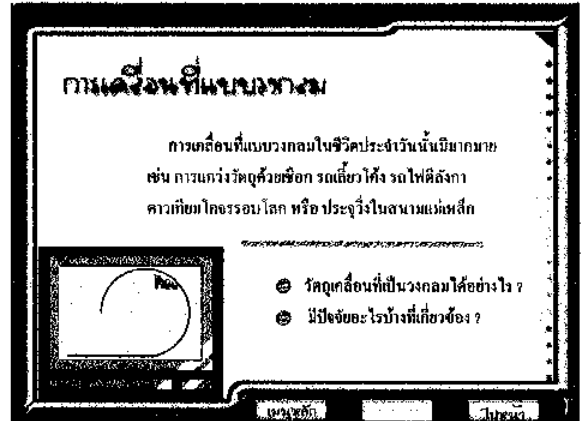 การเคลื่อนที่แบบวงกลม
การเคลื่อนที่แบบวงกลมในชีวิตประจำวันนั้นมีมากมาย
เช่น การแกว่งวัตถุด้วยเชือก รถเลี้ยวโค้ง รถไฟตีลังกา
ดาวเทียมโคจรรอบโลก หรือ ประจุวิ่งในสนามแม่เหล็ก
วัตถุเคลื่อนที่เป็นวงกลมได้อย่างไร ?
มีปัจจัยอะไรบ้างที่เกี่ยวข้อง ?
เมนูหลัก